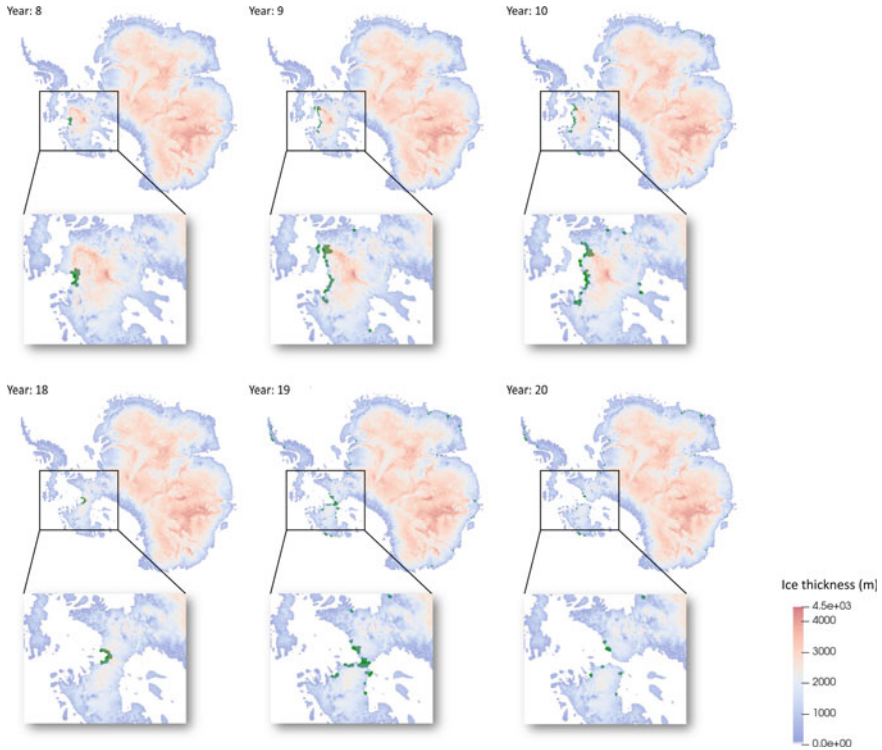 Year: 8
Year: 9
Year: 10
Year: 18
Year: 19
Year: 20
Ice thickness (m)
4.5e+03
4000
3000
2000
1000
0.0e+00